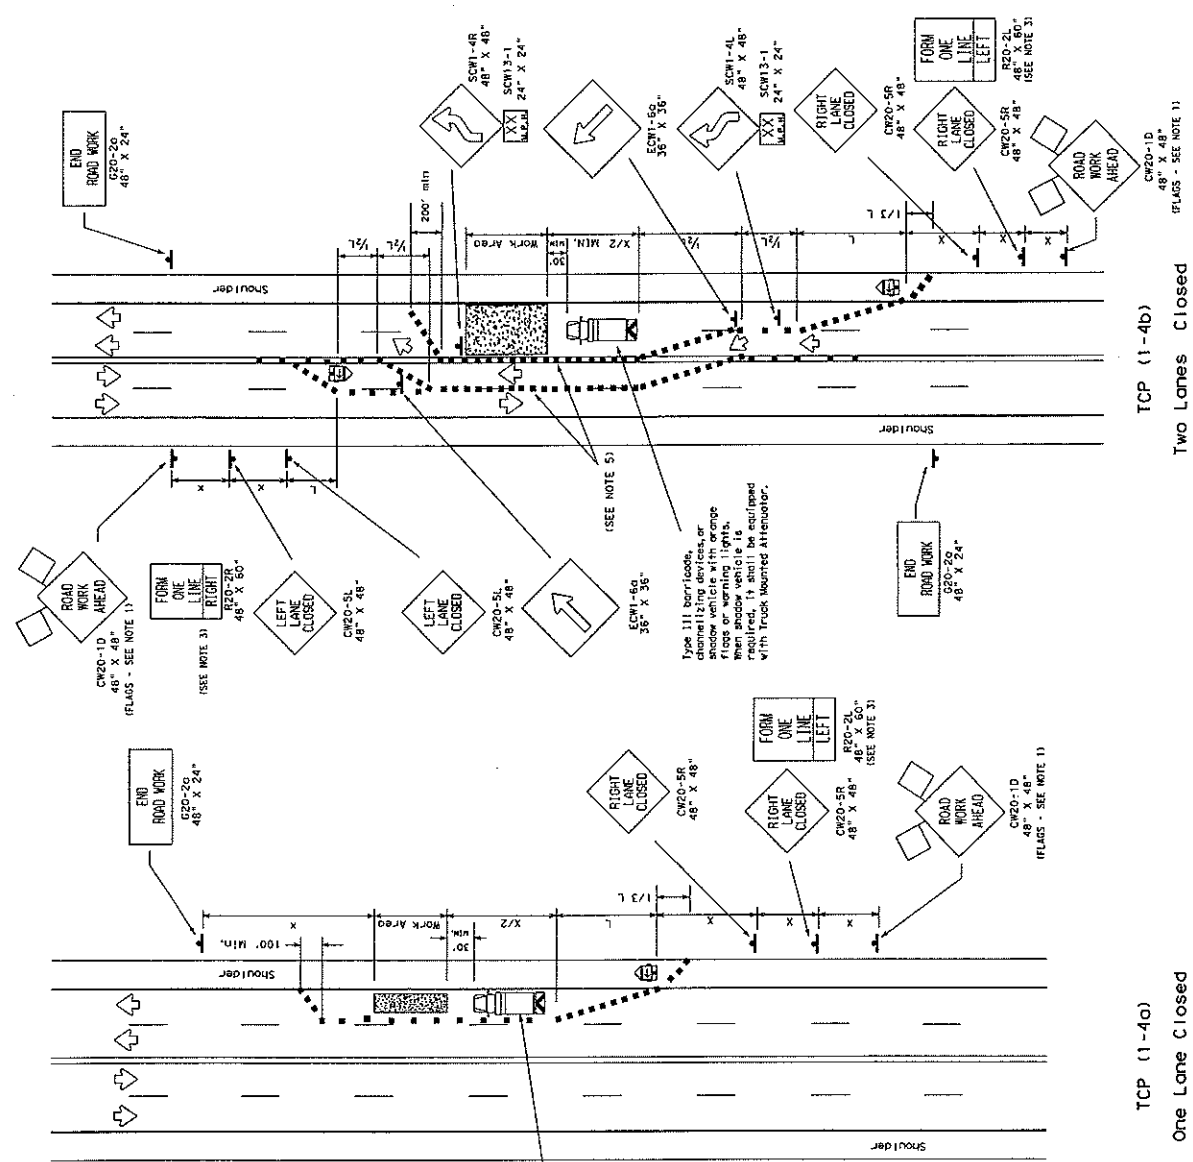 END
ROAD WORK
G20-2a
48" X 24"
Shoulder
200' min
1/2L
1/2L
Work Area
30'
MIN.
X/2 MIN.
1/2L
1/2L
L
1/3 L
X
X
X
SCW1-4R
48" X 48"
XX
M.P.H.
SCW13-1
24" X 24"
ECW1-6a
36" X 36"
SCW1-4L
48" X 48"
XX
M.P.H.
SCW13-1
24" X 24"
RIGHT
LANE
CLOSED
CW20-5R
48" X 48"
FORM
ONE
LINE
LEFT
R20-2L
48" X 60"
(SEE NOTE 3)
RIGHT
LANE
CLOSED
CW20-5R
48" X 48"
ROAD
WORK
AHEAD
CW20-1D
48" X 48"
(FLAGS - SEE NOTE 1)
Shoulder
X
X
L
ROAD
WORK
AHEAD
CW20-1D
48" X 48"
(FLAGS - SEE NOTE 1)
FORM
ONE
LINE
RIGHT
R20-2R
48" X 60"
(SEE NOTE 3)
LEFT
LANE
CLOSED
CW20-5L
48" X 48"
LEFT
LANE
CLOSED
CW20-5L
48" X 48"
ECW1-6a
36" X 36"
(SEE NOTE 5)
Type III barricade,
channelizing devices,or
shadow vehicle with orange
flags or warning lights.
When shadow vehicle is
required, it shall be equipped
with Truck Mounted Attenuator.
END
ROAD WORK
G20-2a
48" X 24"
TCP (1-4b)
Two Lanes Closed
END
ROAD WORK
G20-2a
48" X 24"
Shoulder
100' Min.
X
Work Area
30'
MIN.
X/2
L
1/3 L
X
X
X
RIGHT
LANE
CLOSED
CW20-5R
48" X 48"
FORM
ONE
LINE
LEFT
R20-2L
48" X 60"
(SEE NOTE 3)
RIGHT
LANE
CLOSED
CW20-5R
48" X 48"
ROAD
WORK
AHEAD
CW20-1D
48" X 48"
(FLAGS - SEE NOTE 1)
Shoulder
TCP (1-4a)
One Lane Closed